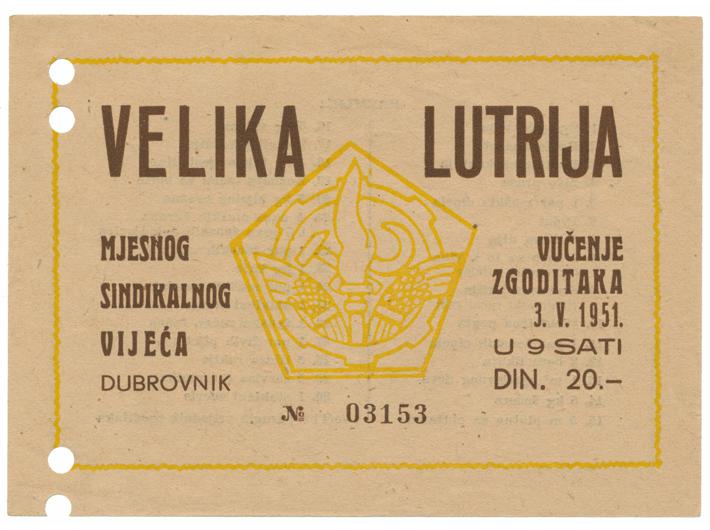 VELIKA LUTRIJA
MJESNOG
SINDIKALNOG
VIJEĆA
DUBROVNIK
VUČENJE
ZGODITAKA
3. V. 1951.
U 9 SATI
DIN. 20.–
№ 03153